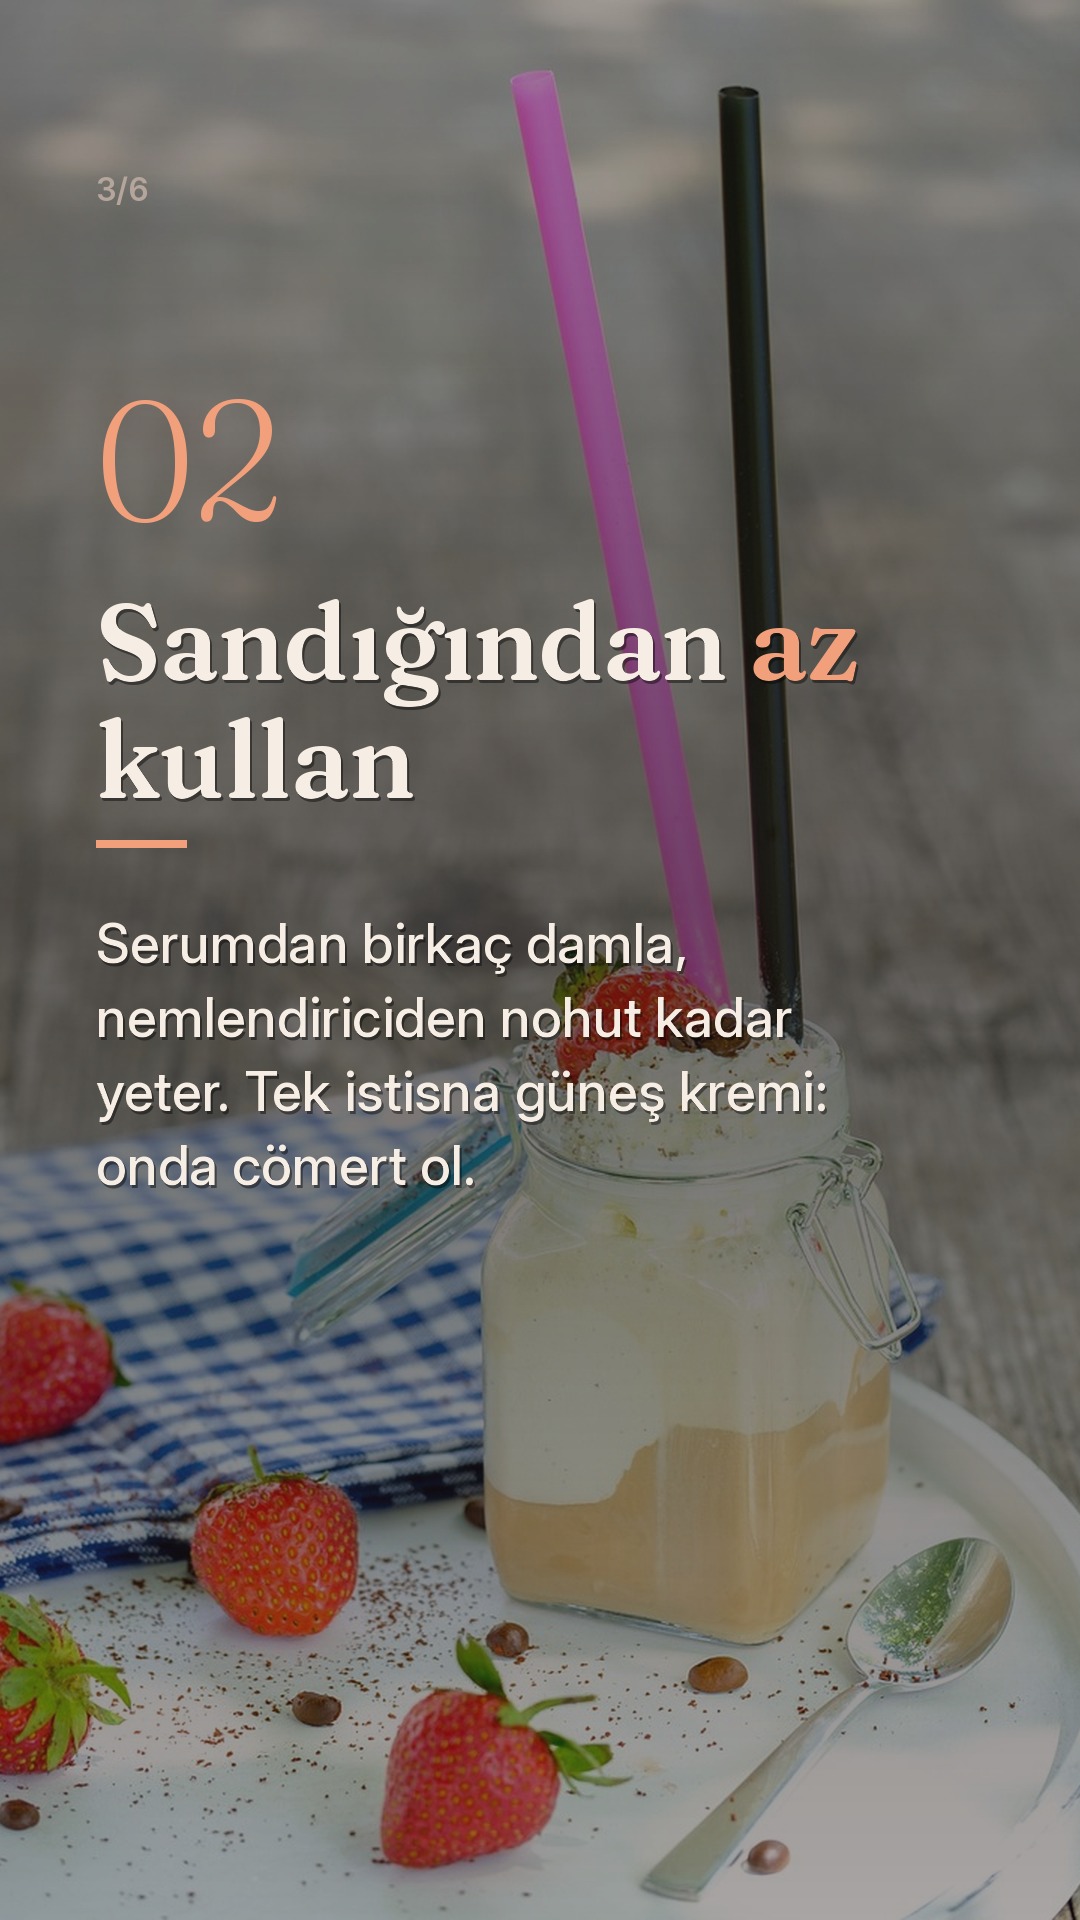 3/6
02
Sandığından az
kullan
Serumdan birkaç damla,
nemlendiriciden nohut kadar
yeter. Tek istisna güneş kremi:
onda cömert ol.